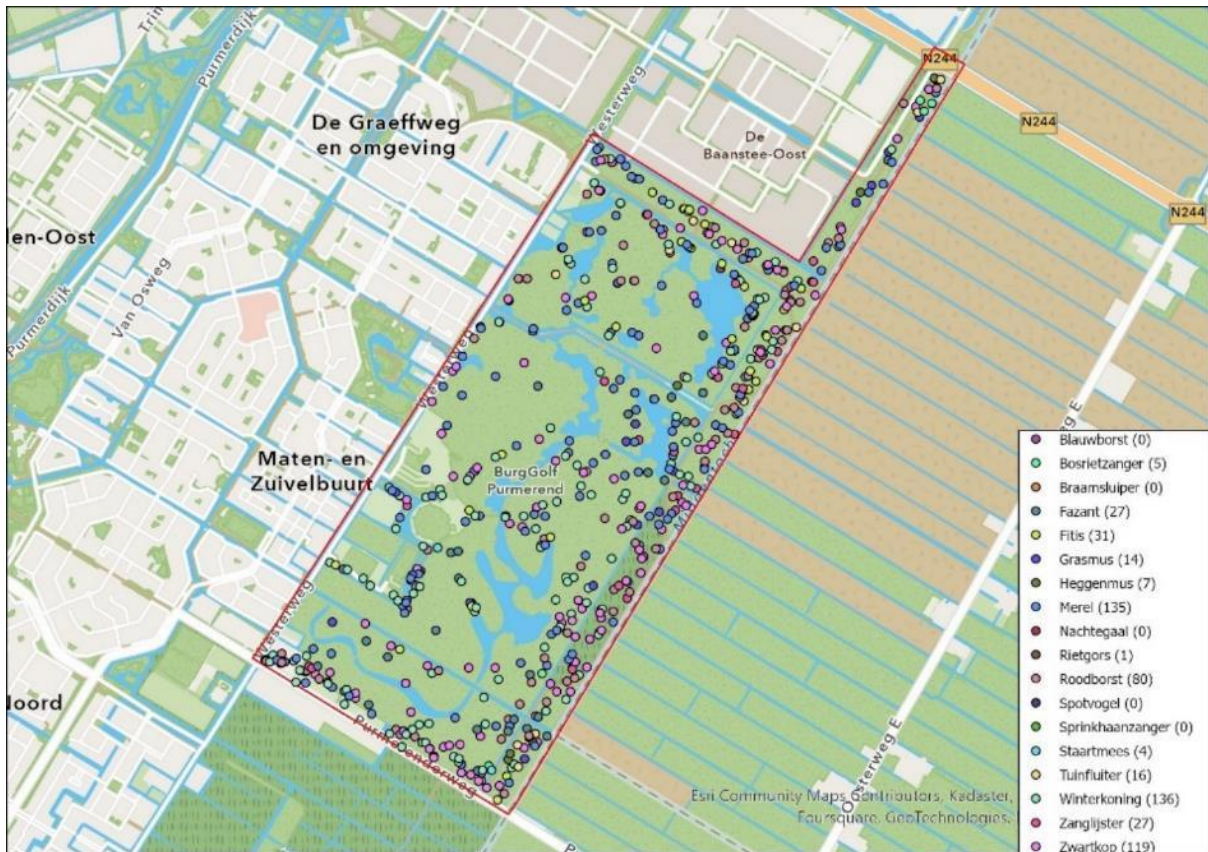 Purmerdijk
Westerweg
N244
De Graeffweg
en omgeving
De
Baanstee-Oost
N244
N244
len-Oost
Van Osweg
Purmerdijk
Westerweg
Maten- en
Zuivelbuurt
BurgGolf
Purmerend
Westerweg
Noord
Purmerenderweg
Oosterweg E
Esri Community Maps Contributors, Kadaster,
Foursquare, GeoTechnologies,
Blauwborst (0)
Bosrietzanger (5)
Braamsluiper (0)
Fazant (27)
Fitis (31)
Grasmus (14)
Heggenmus (7)
Merel (135)
Nachtegaal (0)
Rietgors (1)
Roodborst (80)
Spotvogel (0)
Sprinkhaanzanger (0)
Staartmees (4)
Tuinfluiter (16)
Winterkoning (136)
Zanglijster (27)
Zwartkop (119)